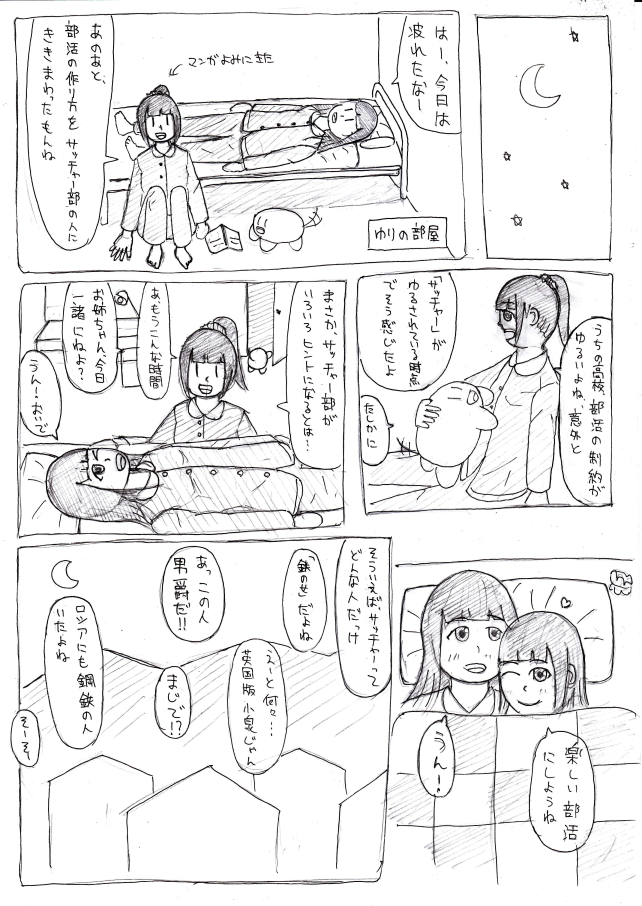 はー、今日は
疲れたなー
マンガよみにきた
あのあと、
部活の作り方を サッチャー部の人に
ききまわったもんね
ゆりの部屋
うちの高校、部活の制約が
ゆるいよね、意外と
「サッチャー」が
ゆるされている時点
でそう感じたよ
たしかに
まさか、サッチャー部が
いろいろ ヒントになるとは…
あもうこんな時間
お姉ちゃん、今日
一緒にねよ?
うん!おいで
楽しい部活
にしようね
うん!
そういえば、サッチャーって
どんな人だっけ
「鉄の女」だよね
えーと何々…
英国版小泉じゃん
あっこの人
男爵だ!!
まじで!?
ロシアにも鋼鉄の人
いたよね
そーそー